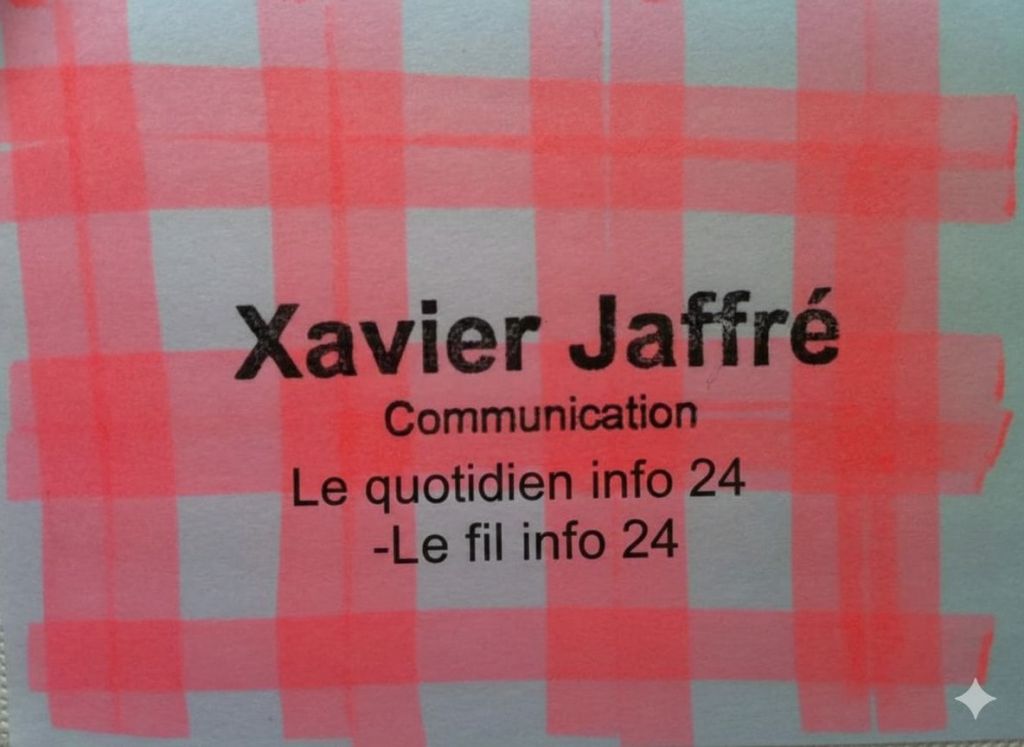 Xavier Jaffré
Communication
Le quotidien info 24
-Le fil info 24